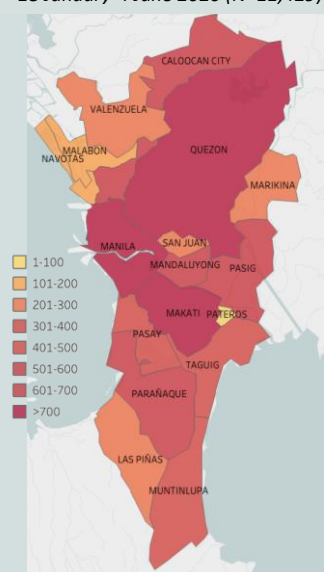 CALOOCAN CITY
VALENZUELA
MALABON
NAVOTAS
QUEZON
MARIKINA
MANILA
SAN JUAN
MANDALUYONG
PASIG
MAKATI
PATEROS
PASAY
TAGUIG
PARAÑAQUE
LAS PIÑAS
MUNTINLUPA
1-100
101-200
201-300
301-400
401-500
501-600
601-700
>700